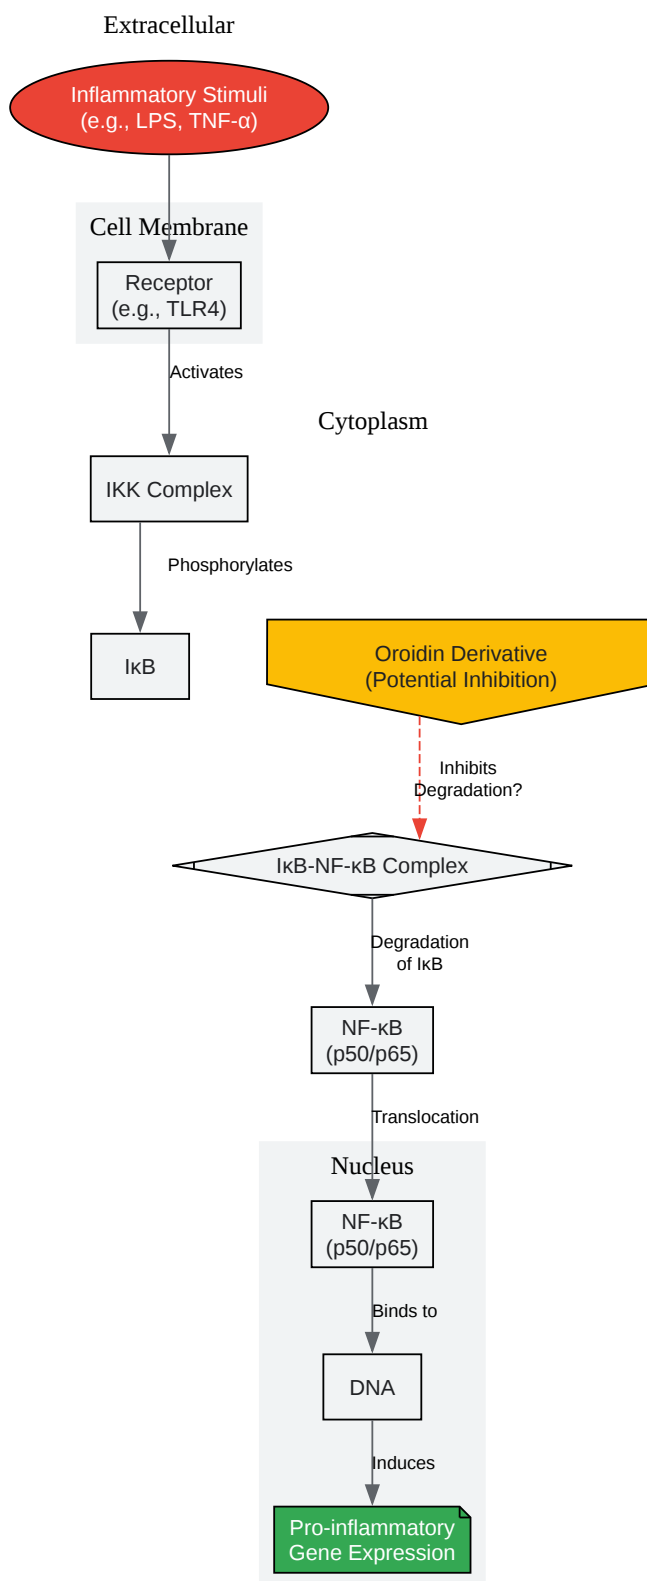 Extracellular
Inflammatory Stimuli
(e.g., LPS, TNF-α)
Cell Membrane
Receptor
(e.g., TLR4)
Activates
Cytoplasm
IKK Complex
Phosphorylates
IκB
Oroidin Derivative
(Potential Inhibition)
Inhibits
Degradation?
IκB-NF-κB Complex
Degradation
of IκB
NF-κB
(p50/p65)
Translocation
Nucleus
NF-κB
(p50/p65)
Binds to
DNA
Induces
Pro-inflammatory
Gene Expression